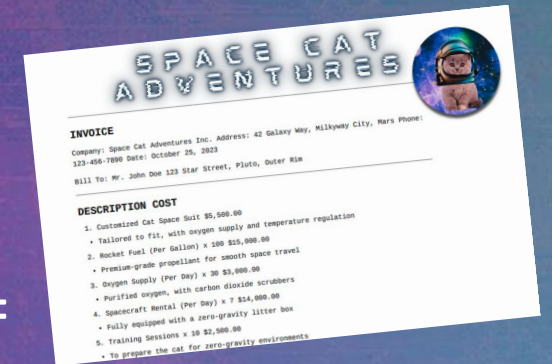 SPACE CAT
ADVENTURES
INVOICE
Company: Space Cat Adventures Inc. Address: 42 Galaxy Way, Milkyway City, Mars Phone:
123-456-7890 Date: October 25, 2023
Bill To: Mr. John Doe 123 Star Street, Pluto, Outer Rim
DESCRIPTION COST
1. Customized Cat Space Suit $5,500.00
• Tailored to fit, with oxygen supply and temperature regulation
2. Rocket Fuel (Per Gallon) x 100 $15,000.00
• Premium-grade propellant for smooth space travel
3. Oxygen Supply (Per Day) x 30 $3,000.00
• Purified oxygen, with carbon dioxide scrubbers
4. Spacecraft Rental (Per Day) x 7 $14,000.00
• Fully equipped with a zero-gravity litter box
5. Training Sessions x 10 $2,500.00
• To prepare the cat for zero-gravity environments